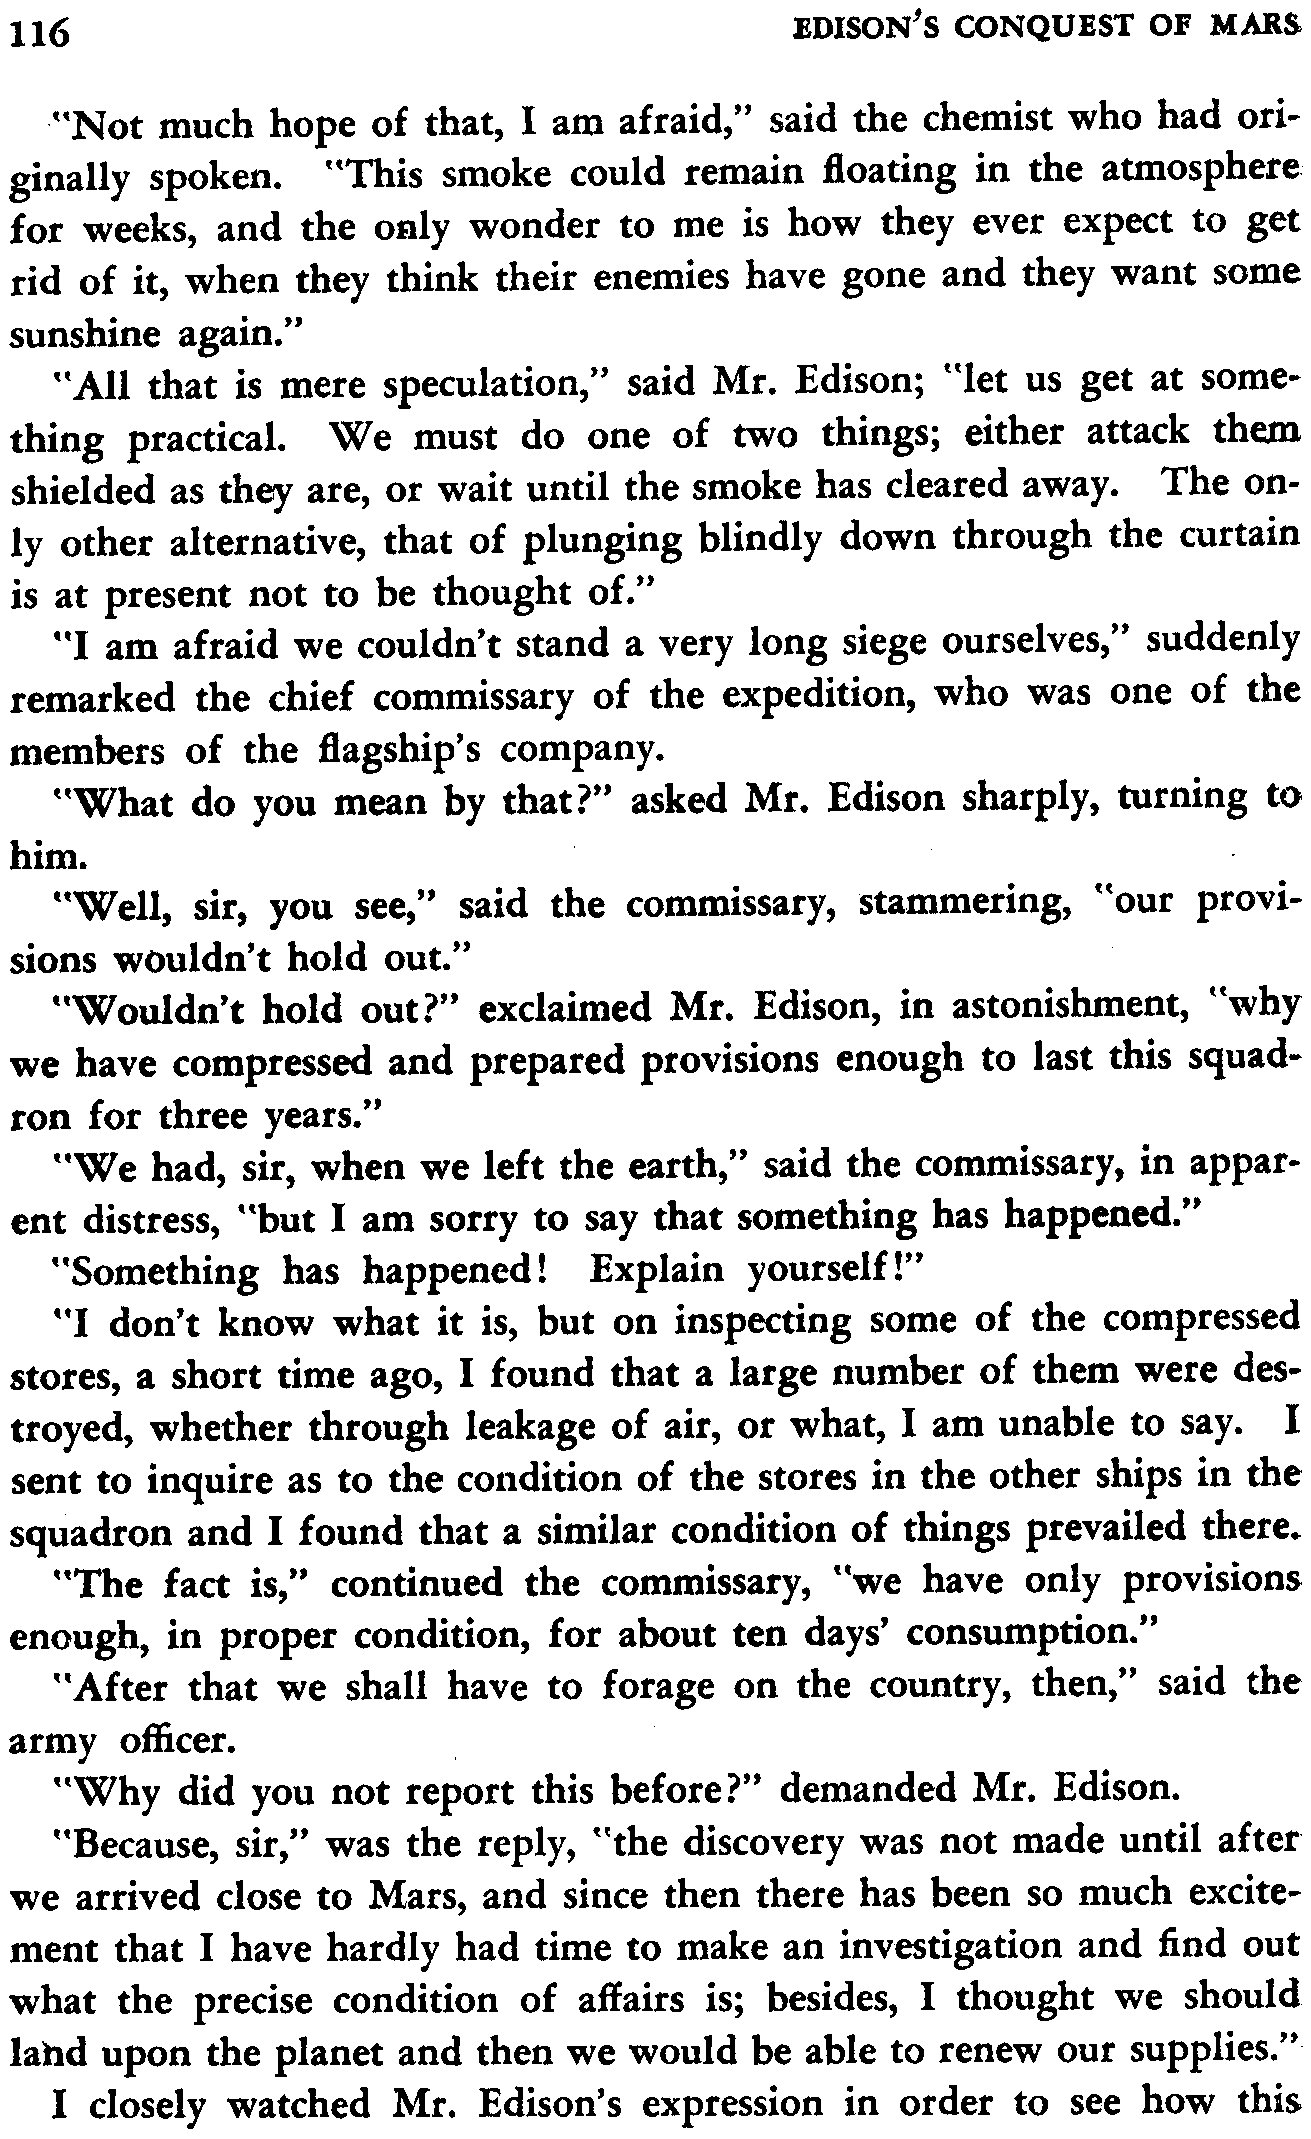 116 EDISON'S CONQUEST OF MARS
"Not much hope of that, I am afraid," said the chemist who had ori-
ginally spoken. "This smoke could remain floating in the atmosphere
for weeks, and the only wonder to me is how they ever expect to get
rid of it, when they think their enemies have gone and they want some
sunshine again."
"All that is mere speculation," said Mr. Edison; "let us get at some-
thing practical. We must do one of two things; either attack them
shielded as they are, or wait until the smoke has cleared away. The on-
ly other alternative, that of plunging blindly down through the curtain
is at present not to be thought of."
"I am afraid we couldn't stand a very long siege ourselves," suddenly
remarked the chief commissary of the expedition, who was one of the
members of the flagship's company.
"What do you mean by that?" asked Mr. Edison sharply, turning to
him.
"Well, sir, you see," said the commissary, stammering, "our provi-
sions wouldn't hold out."
"Wouldn't hold out?" exclaimed Mr. Edison, in astonishment, "why
we have compressed and prepared provisions enough to last this squad-
ron for three years."
"We had, sir, when we left the earth," said the commissary, in appar-
ent distress, "but I am sorry to say that something has happened."
"Something has happened! Explain yourself!"
"I don't know what it is, but on inspecting some of the compressed
stores, a short time ago, I found that a large number of them were des-
troyed, whether through leakage of air, or what, I am unable to say. I
sent to inquire as to the condition of the stores in the other ships in the
squadron and I found that a similar condition of things prevailed there.
"The fact is," continued the commissary, "we have only provisions
enough, in proper condition, for about ten days' consumption."
"After that we shall have to forage on the country, then," said the
army officer.
"Why did you not report this before?" demanded Mr. Edison.
"Because, sir," was the reply, "the discovery was not made until after
we arrived close to Mars, and since then there has been so much excite-
ment that I have hardly had time to make an investigation and find out
what the precise condition of affairs is; besides, I thought we should
land upon the planet and then we would be able to renew our supplies."
I closely watched Mr. Edison's expression in order to see how this